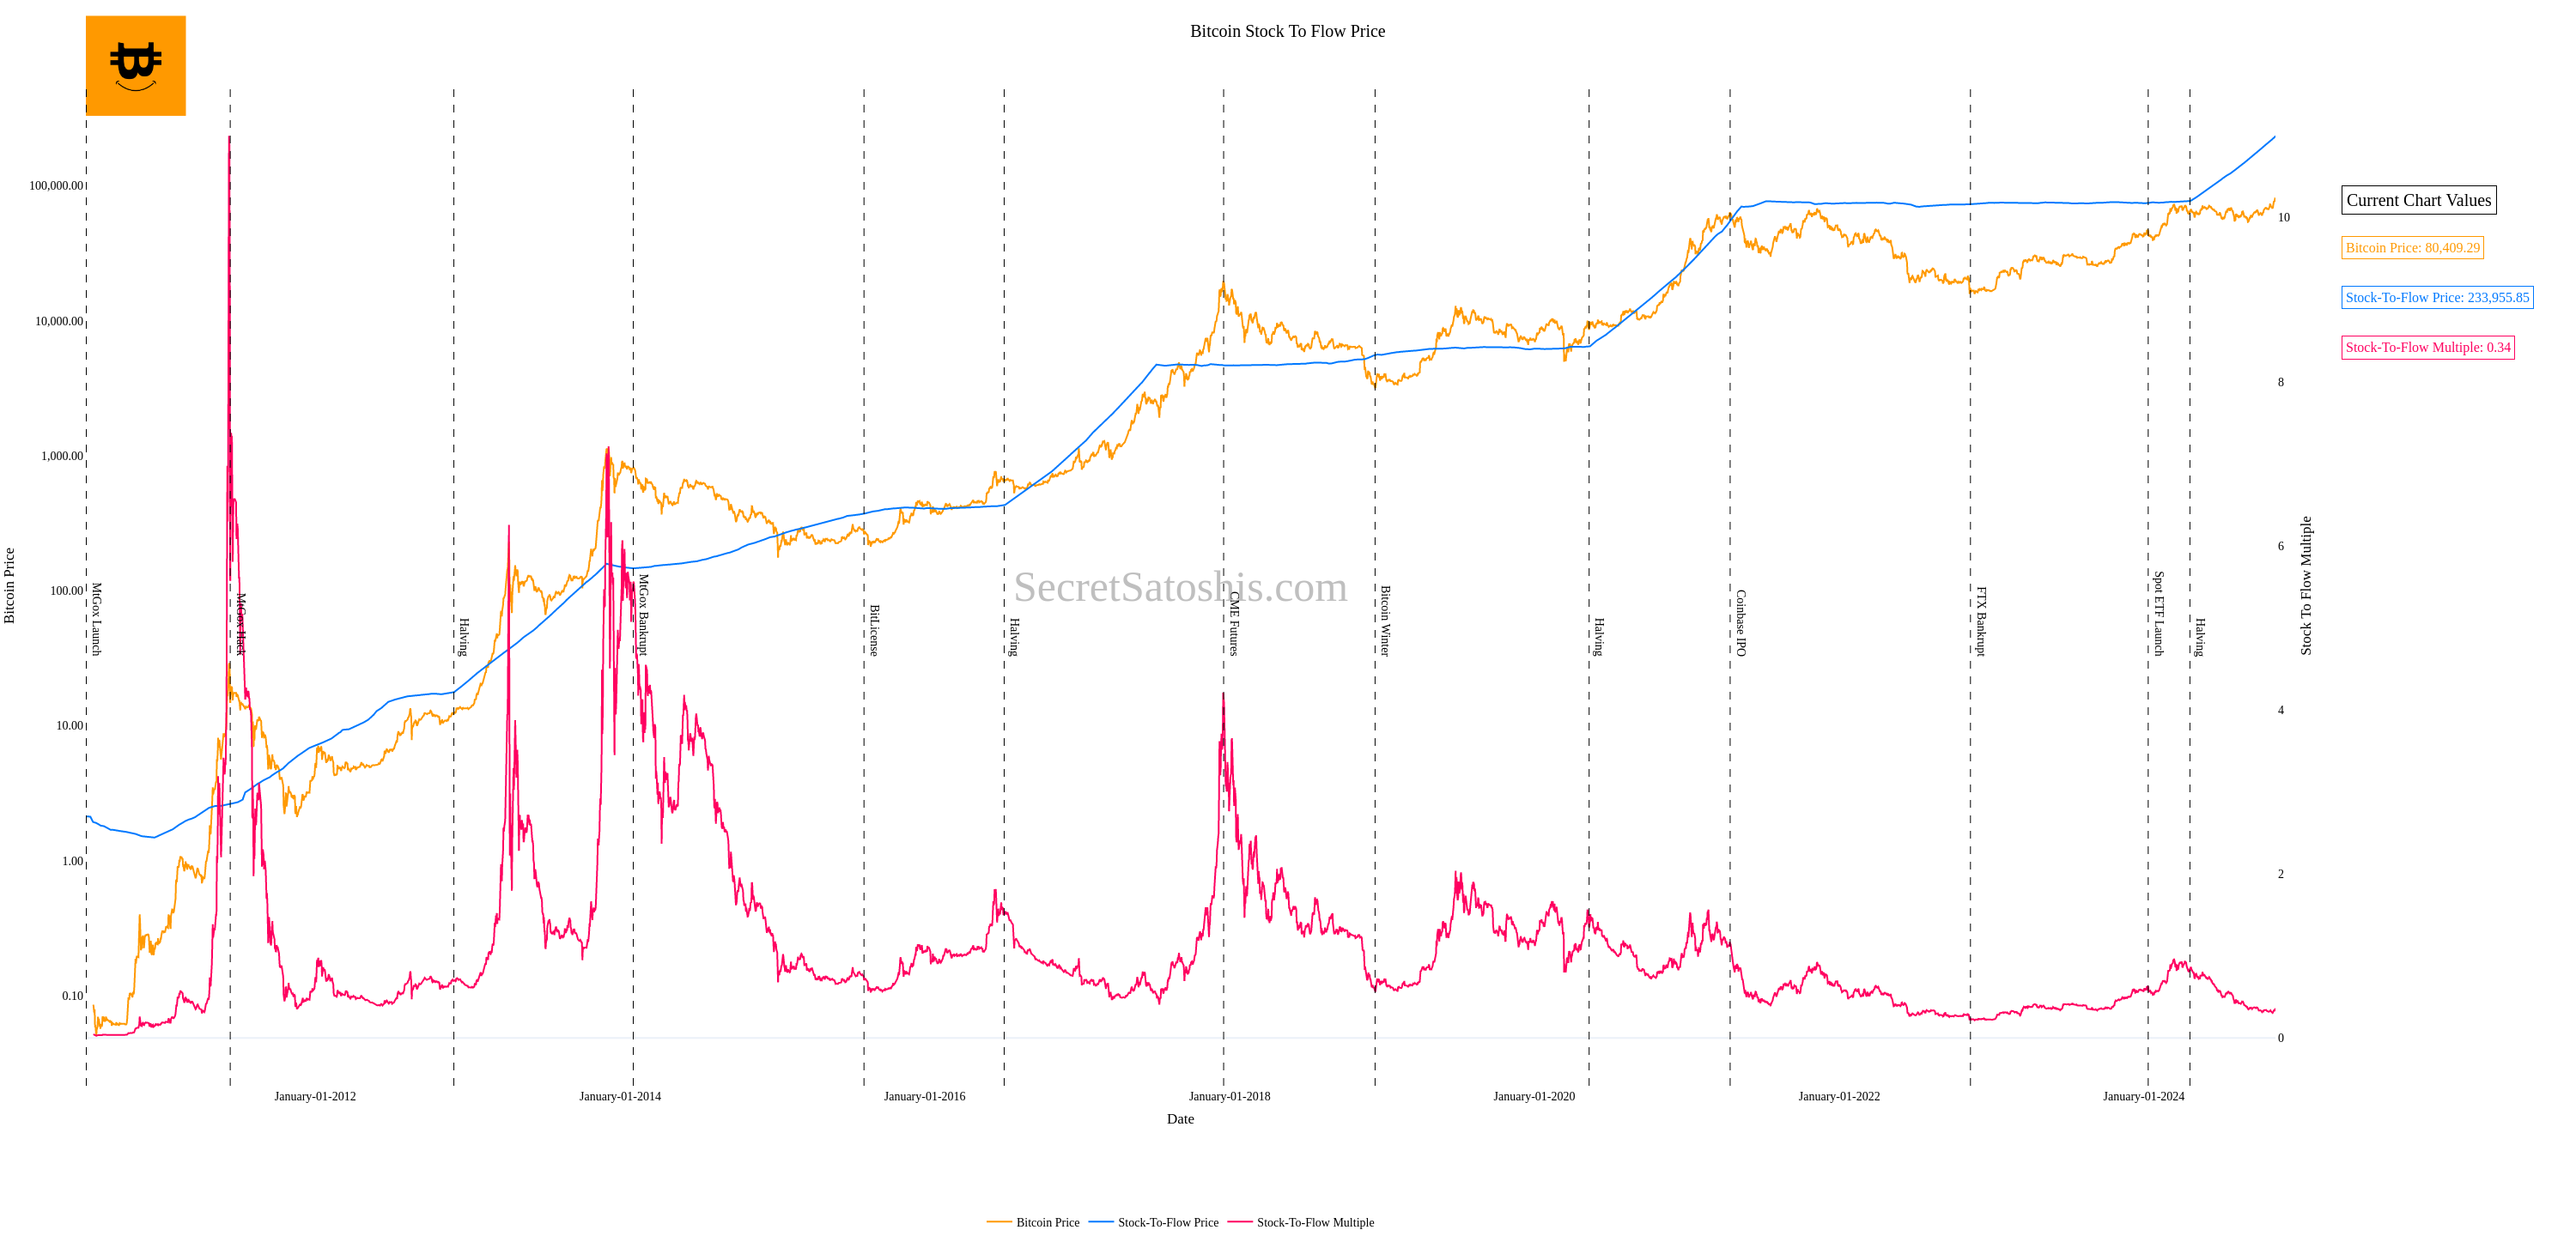 Bitcoin Stock To Flow Price
100,000.00
10,000.00
1,000.00
100.00
10.00
1.00
0.10
Bitcoin Price
MtGox Launch
MtGox Hack
Halving
MtGox Bankrupt
BitLicense
Halving
CME Futures
Bitcoin Winter
Halving
Coinbase IPO
FTX Bankrupt
Spot ETF Launch
Halving
SecretSatoshis.com
10
8
6
4
2
0
Stock To Flow Multiple
Current Chart Values
Bitcoin Price: 80,409.29
Stock-To-Flow Price: 233,955.85
Stock-To-Flow Multiple: 0.34
January-01-2012
January-01-2014
January-01-2016
January-01-2018
January-01-2020
January-01-2022
January-01-2024
Date
Bitcoin Price
Stock-To-Flow Price
Stock-To-Flow Multiple